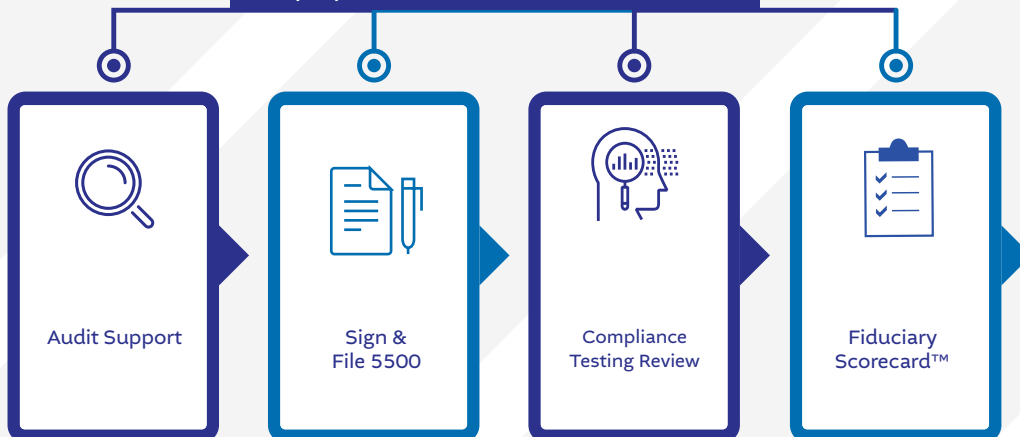 Audit Support
Sign &
File 5500
Compliance
Testing Review
Fiduciary
Scorecard™